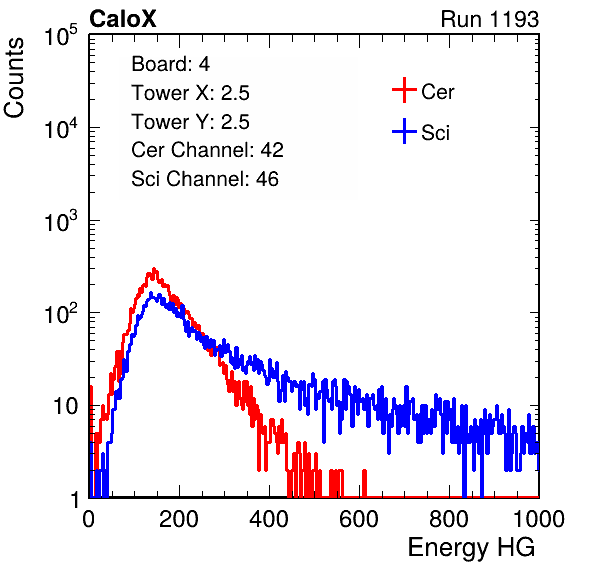 CaloX Run 1193
Counts
10^5
10^4
10^3
10^2
10
1
Board: 4
Tower X: 2.5
Tower Y: 2.5
Cer Channel: 42
Sci Channel: 46
Cer
Sci
0 200 400 600 800 1000
Energy HG